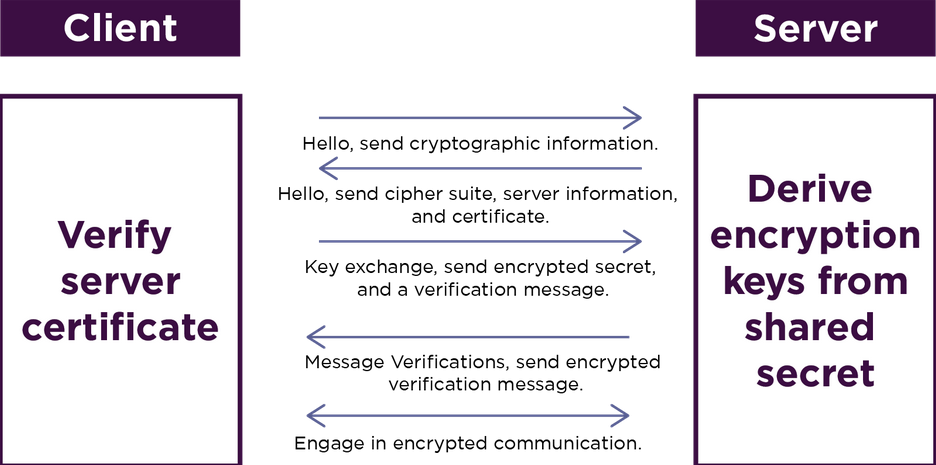 Client
Server
Verify
server
certificate
Hello, send cryptographic information.
Hello, send cipher suite, server information,
and certificate.
Key exchange, send encrypted secret,
and a verification message.
Message Verifications, send encrypted
verification message.
Engage in encrypted communication.
Derive
encryption
keys from
shared
secret